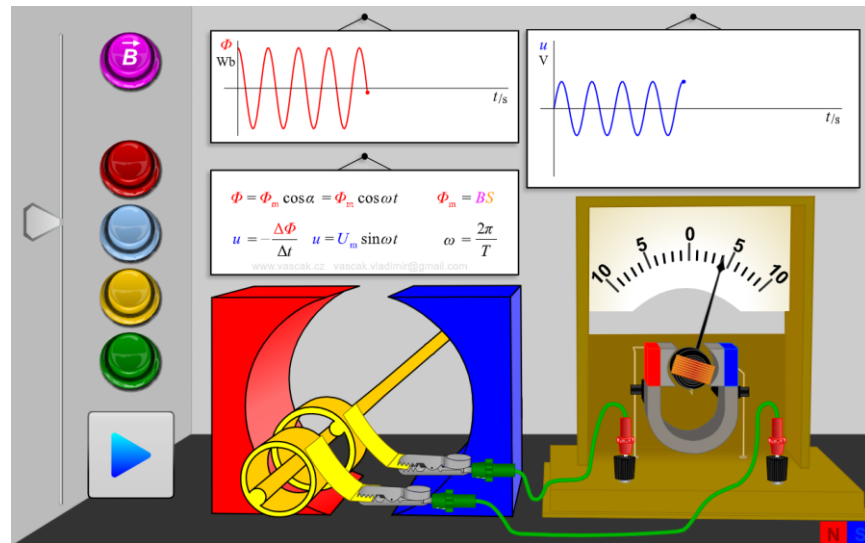 B
Φ
Wb
t/s
u
V
t/s
Φ = Φm cosα = Φm cosωt Φm = BS
u = −ΔΦ/Δt u = Um sinωt ω = 2π/T
www.vascak.cz vascak.vladimir@gmail.com
10 5 0 5 10
N S